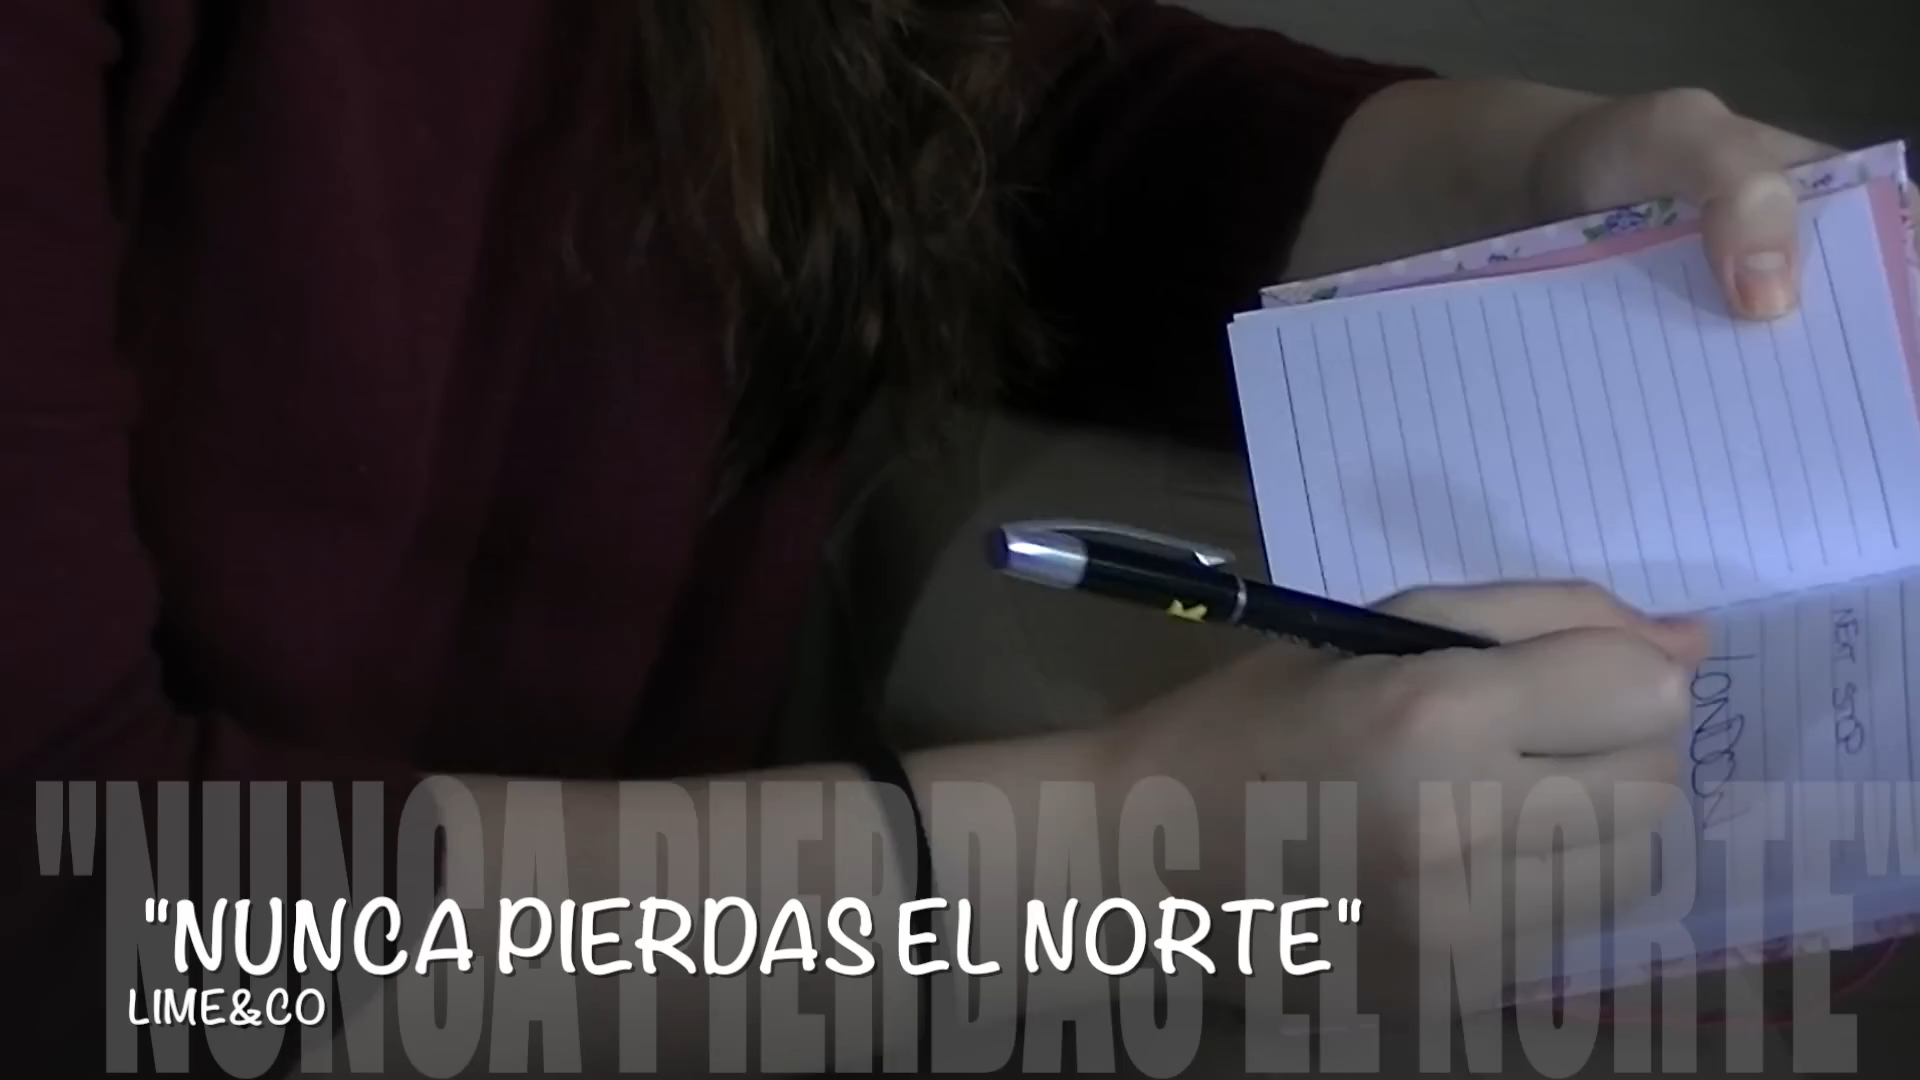 NEXT STOP
LONDON
"NUNCA PIERDAS EL NORTE"
"NUNCA PIERDAS EL NORTE"
LIME&CO